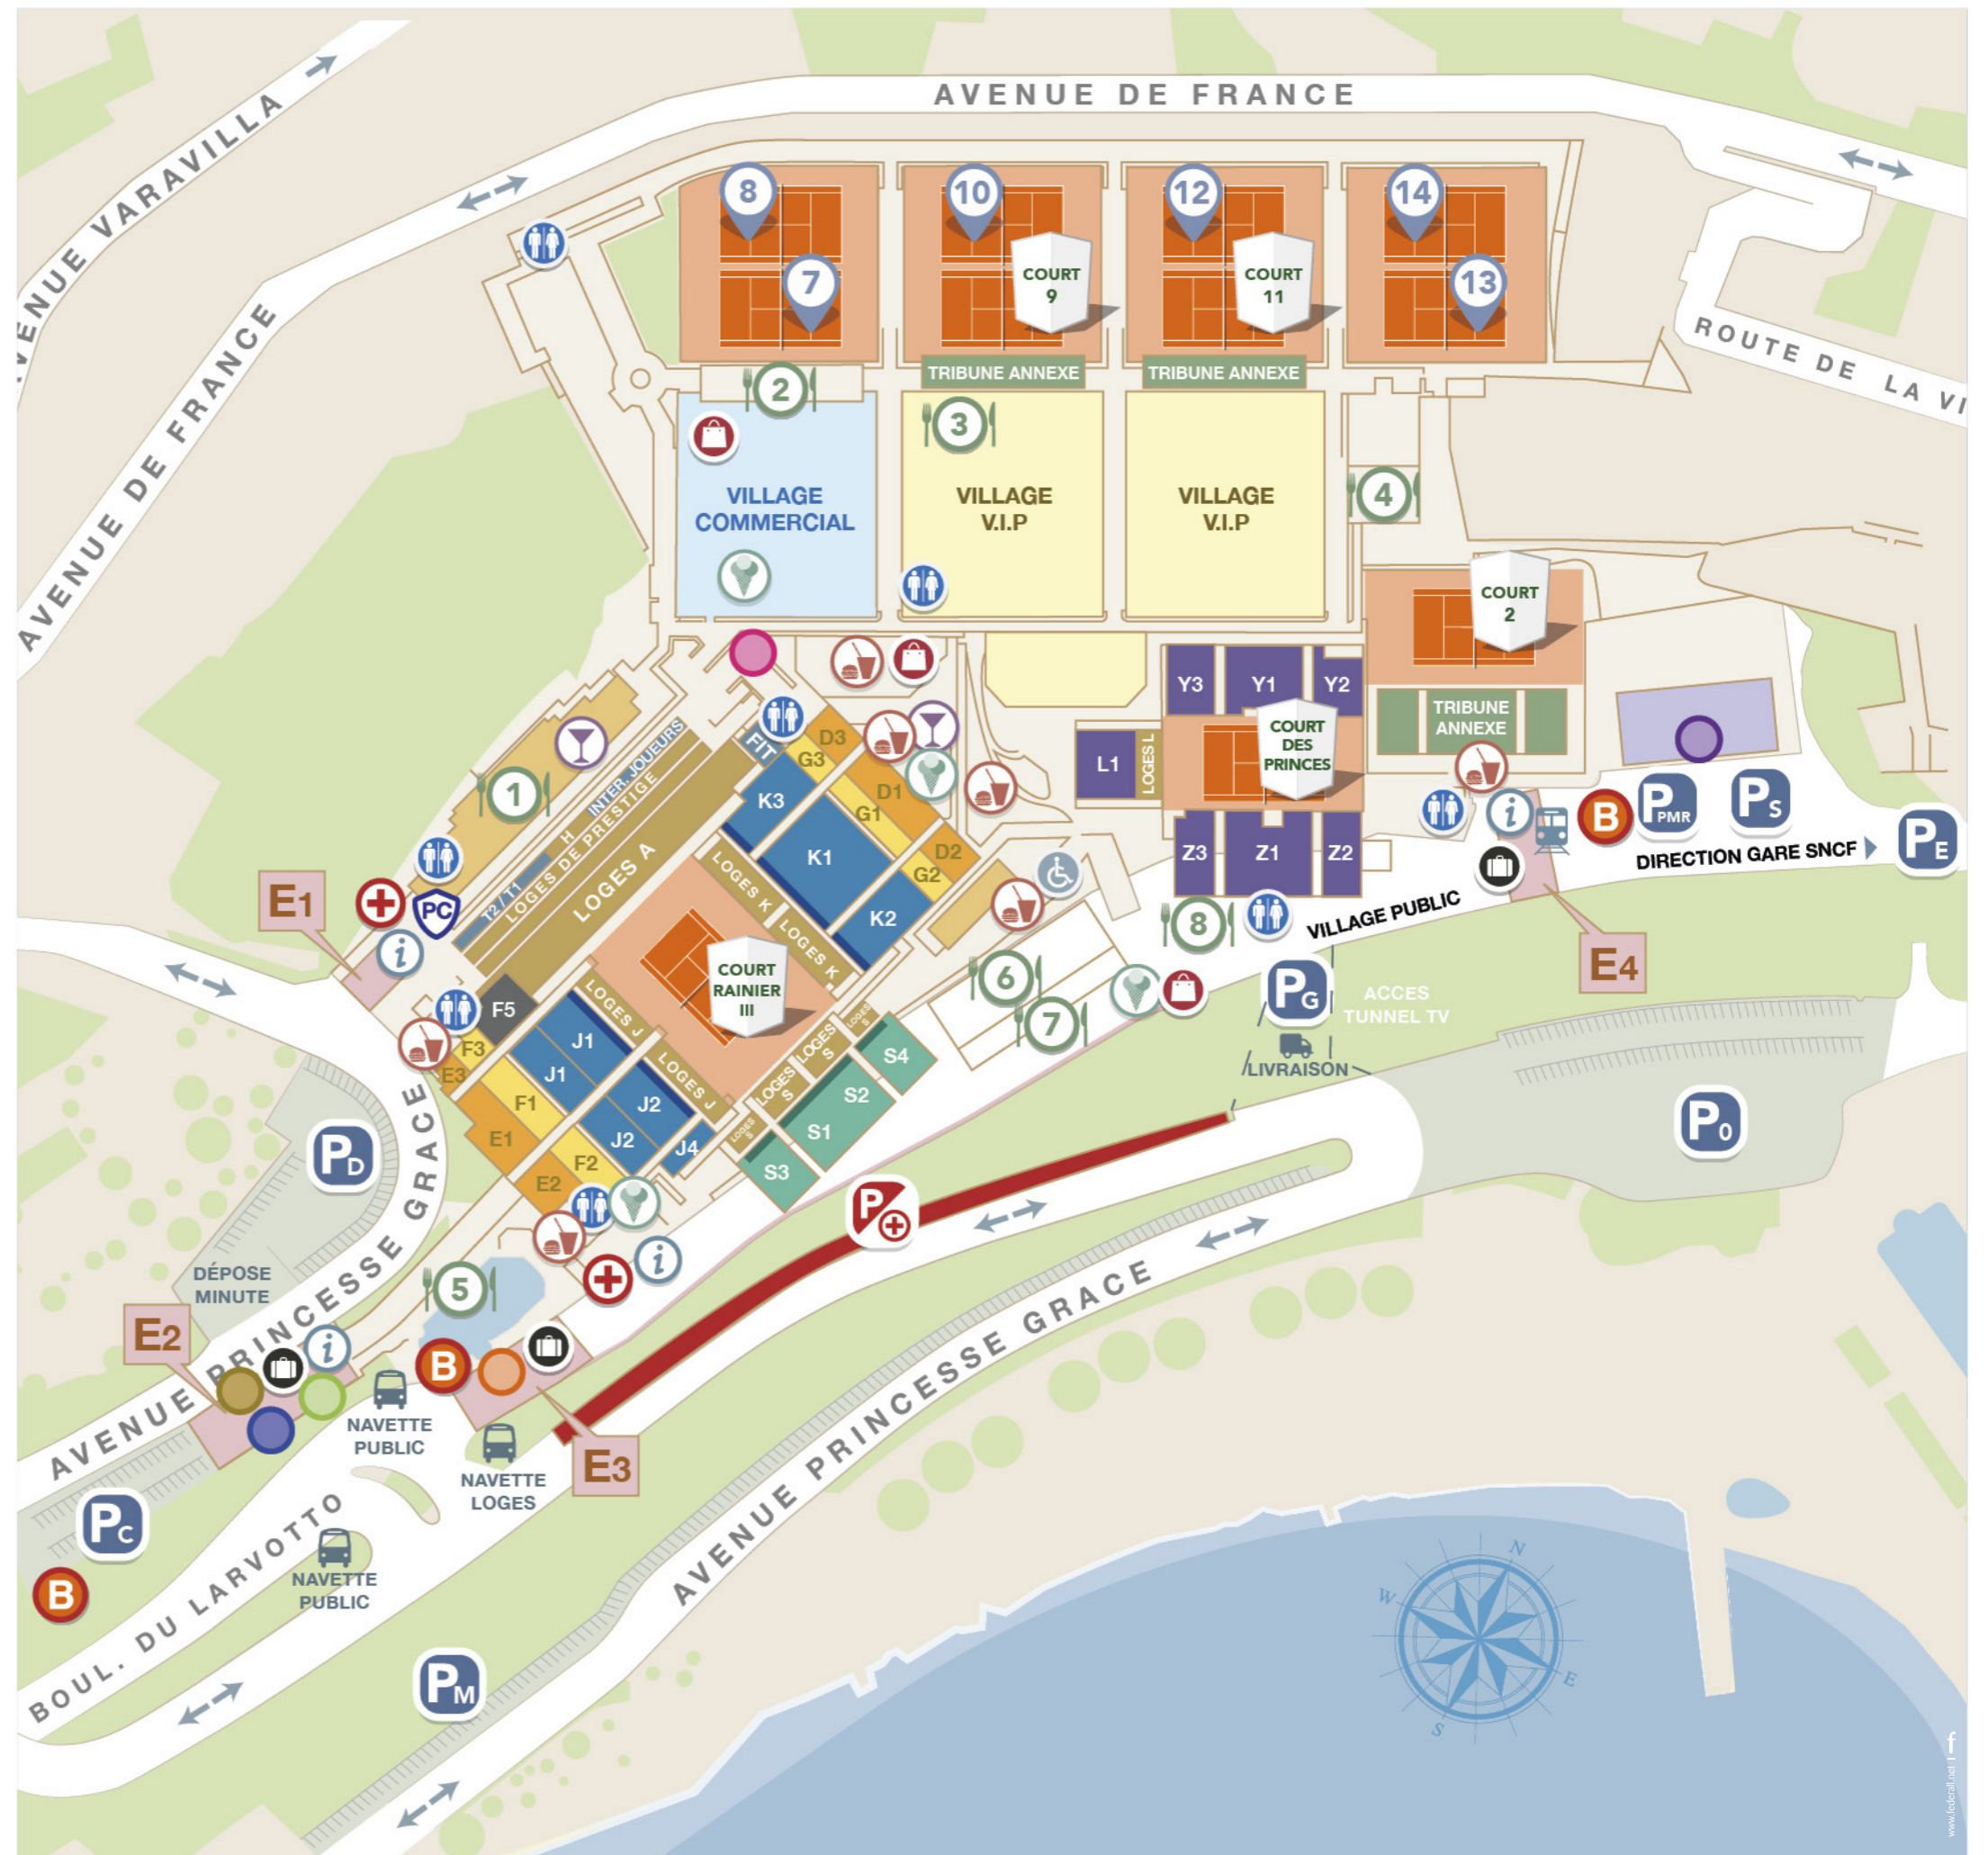 AVENUE DE FRANCE
AVENUE VARAVILLA
AVENUE DE FRANCE
ROUTE DE LA VI
8
10
12
14
7
COURT
9
COURT
11
13
TRIBUNE ANNEXE
TRIBUNE ANNEXE
2
3
4
VILLAGE
COMMERCIAL
VILLAGE
V.I.P
VILLAGE
V.I.P
COURT
2
TRIBUNE
ANNEXE
Y3
Y1
Y2
COURT
DES
PRINCES
L1
LOGES L
Z3
Z1
Z2
8
INTER. JOUEURS
H
T2 / T1
LOGES DE PRESTIGE
LOGES A
FIT
1
D3
G3
D1
G1
D2
G2
K3
K1
K2
LOGES K
LOGES K
PC
i
E1
COURT
RAINIER
III
F5
F3
E3
F1
E1
F2
E2
J1
J1
J2
J2
J4
LOGES J
LOGES J
LOGES
S
LOGES
S
LOGES
S
LOGES
S
S4
S2
S1
S3
6
7
i
B
PPMR
PS
PE
DIRECTION GARE SNCF
VILLAGE PUBLIC
E4
PG
ACCES
TUNNEL TV
LIVRAISON
P0
P
PD
DÉPOSE
MINUTE
AVENUE PRINCESSE GRACE
E2
i
5
i
B
E3
NAVETTE
PUBLIC
NAVETTE
LOGES
NAVETTE
PUBLIC
PC
B
BOUL. DU LARVOTTO
PM
AVENUE PRINCESSE GRACE
N
W
E
S
www.federall.net I f